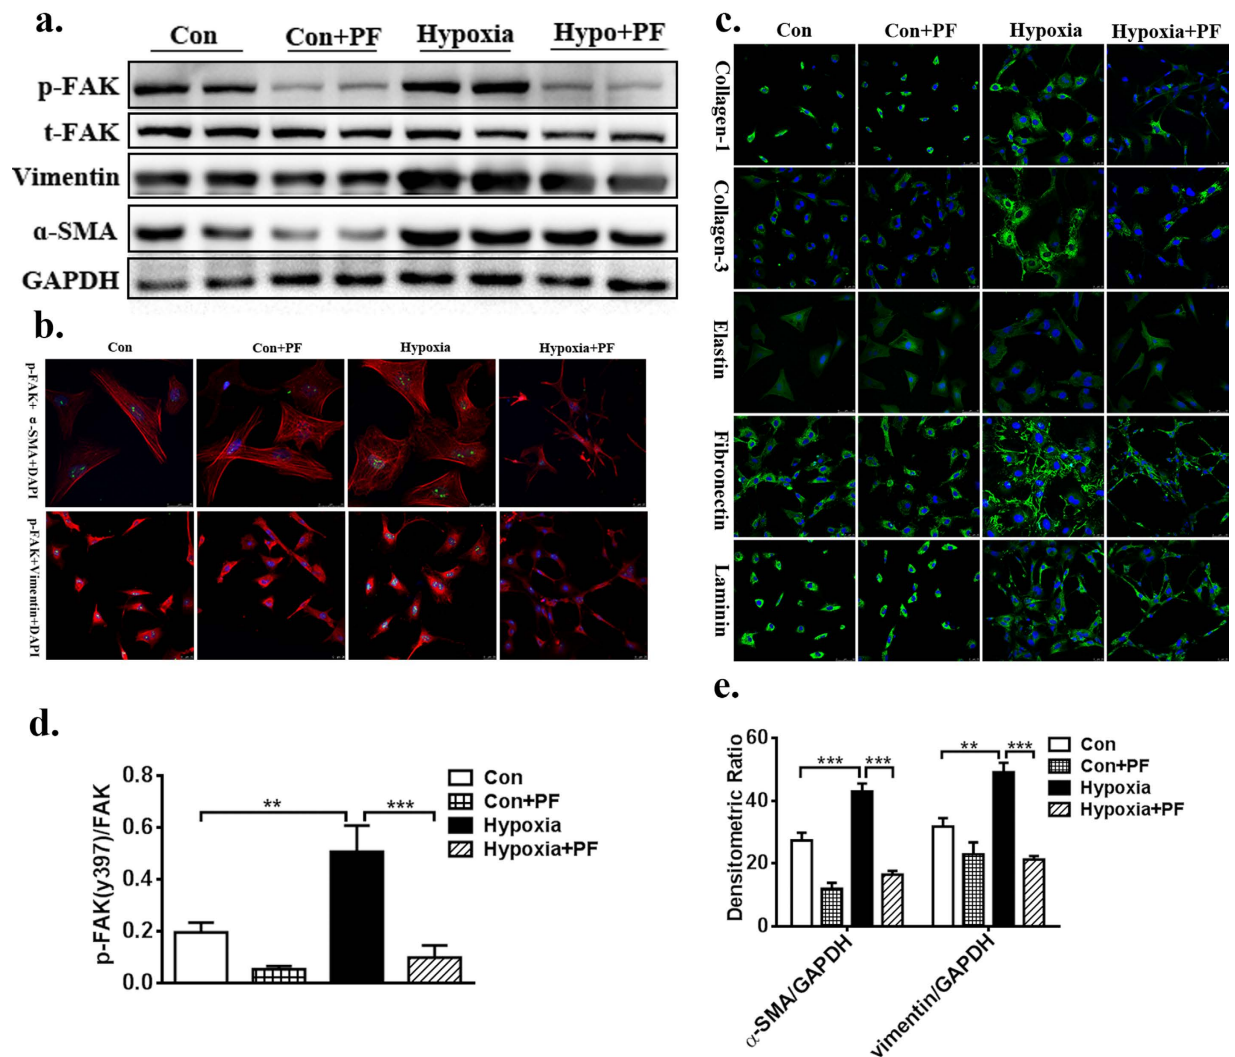 a.
Con Con+PF Hypoxia Hypo+PF
p-FAK
t-FAK
Vimentin
α-SMA
GAPDH
b.
Con Con+PF Hypoxia Hypoxia+PF
p-FAK+ α-SMA+DAPI
p-FAK+Vimentin+DAPI
c.
Con Con+PF Hypoxia Hypoxia+PF
Collagen-1
Collagen-3
Elastin
Fibronectin
Laminin
d.
p-FAK(y397)/FAK
0.8
0.6
0.4
0.2
0.0
** ***
Con
Con+PF
Hypoxia
Hypoxia+PF
e.
Densitometric Ratio
60
40
20
0
*** *** ** ***
Con
Con+PF
Hypoxia
Hypoxia+PF
α-SMA/GAPDH
vimentin/GAPDH